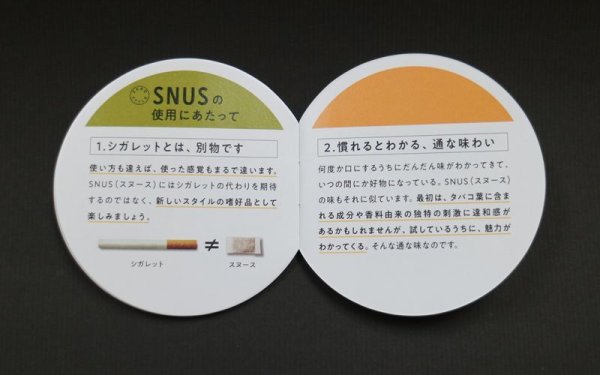 SNUSの
使用にあたって
1.シガレットとは、別物です
使い方も違えば、使った感覚もまるで違います。
SNUS(スヌース)にはシガレットの代わりを期待
するのではなく、新しいスタイルの嗜好品として
楽しみましょう。
≠
シガレット
スヌース
2.慣れるとわかる、通な味わい
何度か口にするうちにだんだん味がわかってきて、
いつの間にか好物になっている。SNUS(スヌース)
の味もそれに似ています。最初は、タバコ葉に含ま
れる成分や香料由来の独特の刺激に違和感が
あるかもしれませんが、試しているうちに、魅力が
わかってくる。そんな通な味なのです。